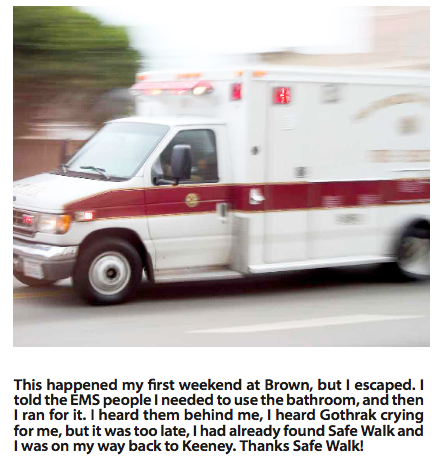 This happened my first weekend at Brown, but I escaped. I
told the EMS people I needed to use the bathroom, and then
I ran for it. I heard them behind me, I heard Gothrak crying
for me, but it was too late, I had already found Safe Walk and
I was on my way back to Keeney. Thanks Safe Walk!